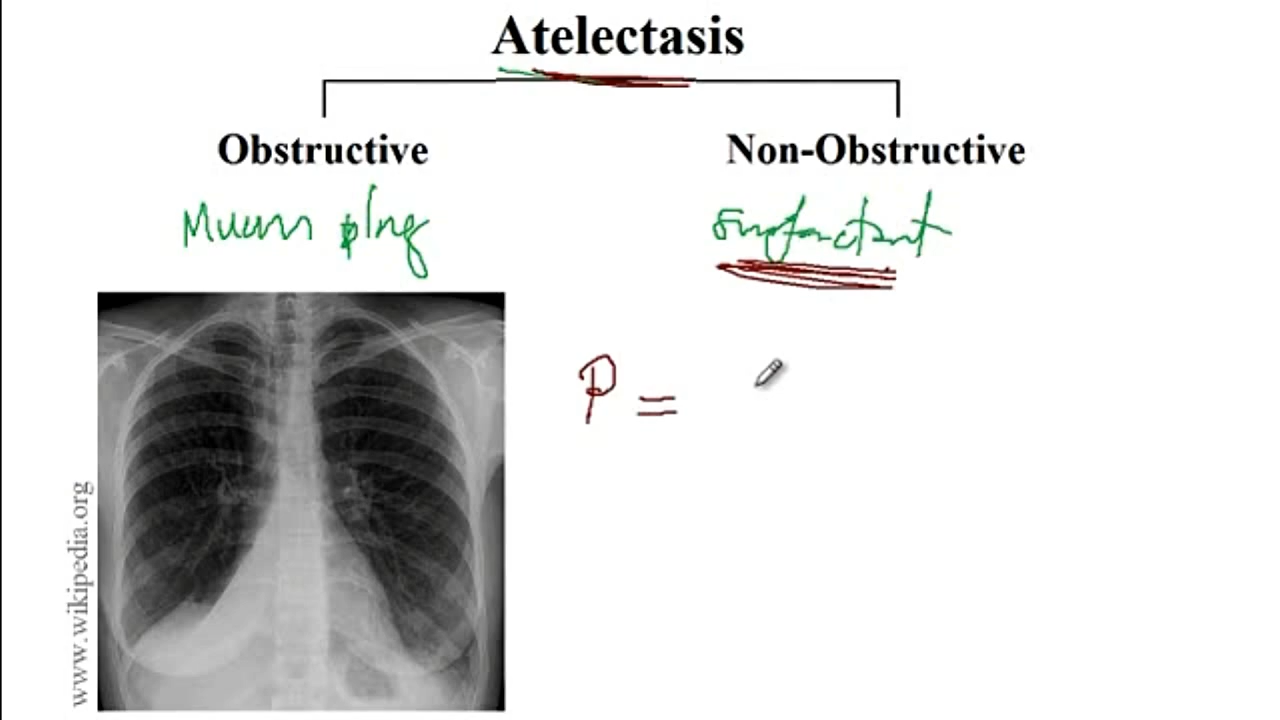 Atelectasis
Obstructive
Non-Obstructive
Mucus plug
Surfactant
P =
www.wikipedia.org